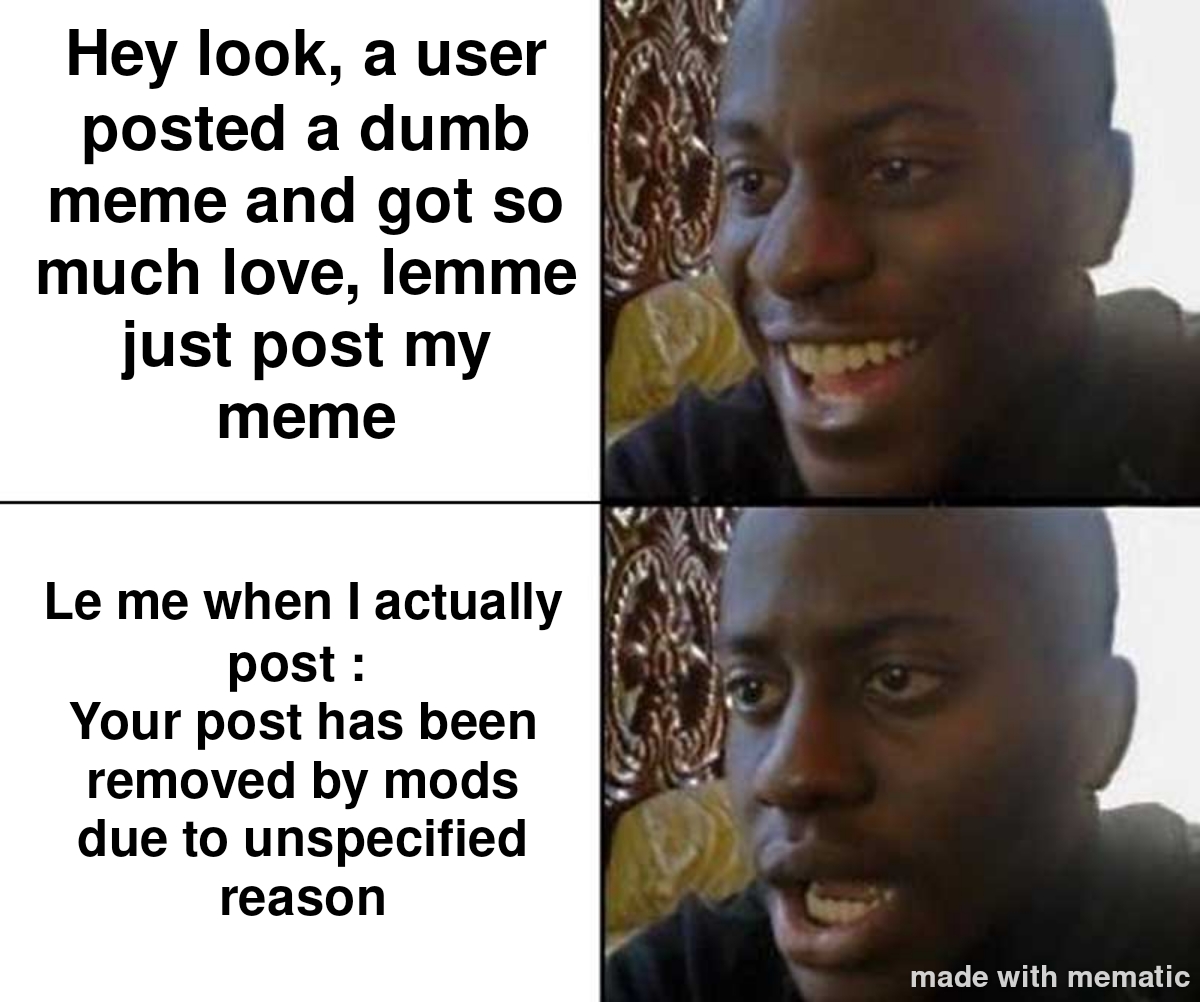 Hey look, a user
posted a dumb
meme and got so
much love, lemme
just post my
meme
Le me when I actually
post :
Your post has been
removed by mods
due to unspecified
reason
made with mematic